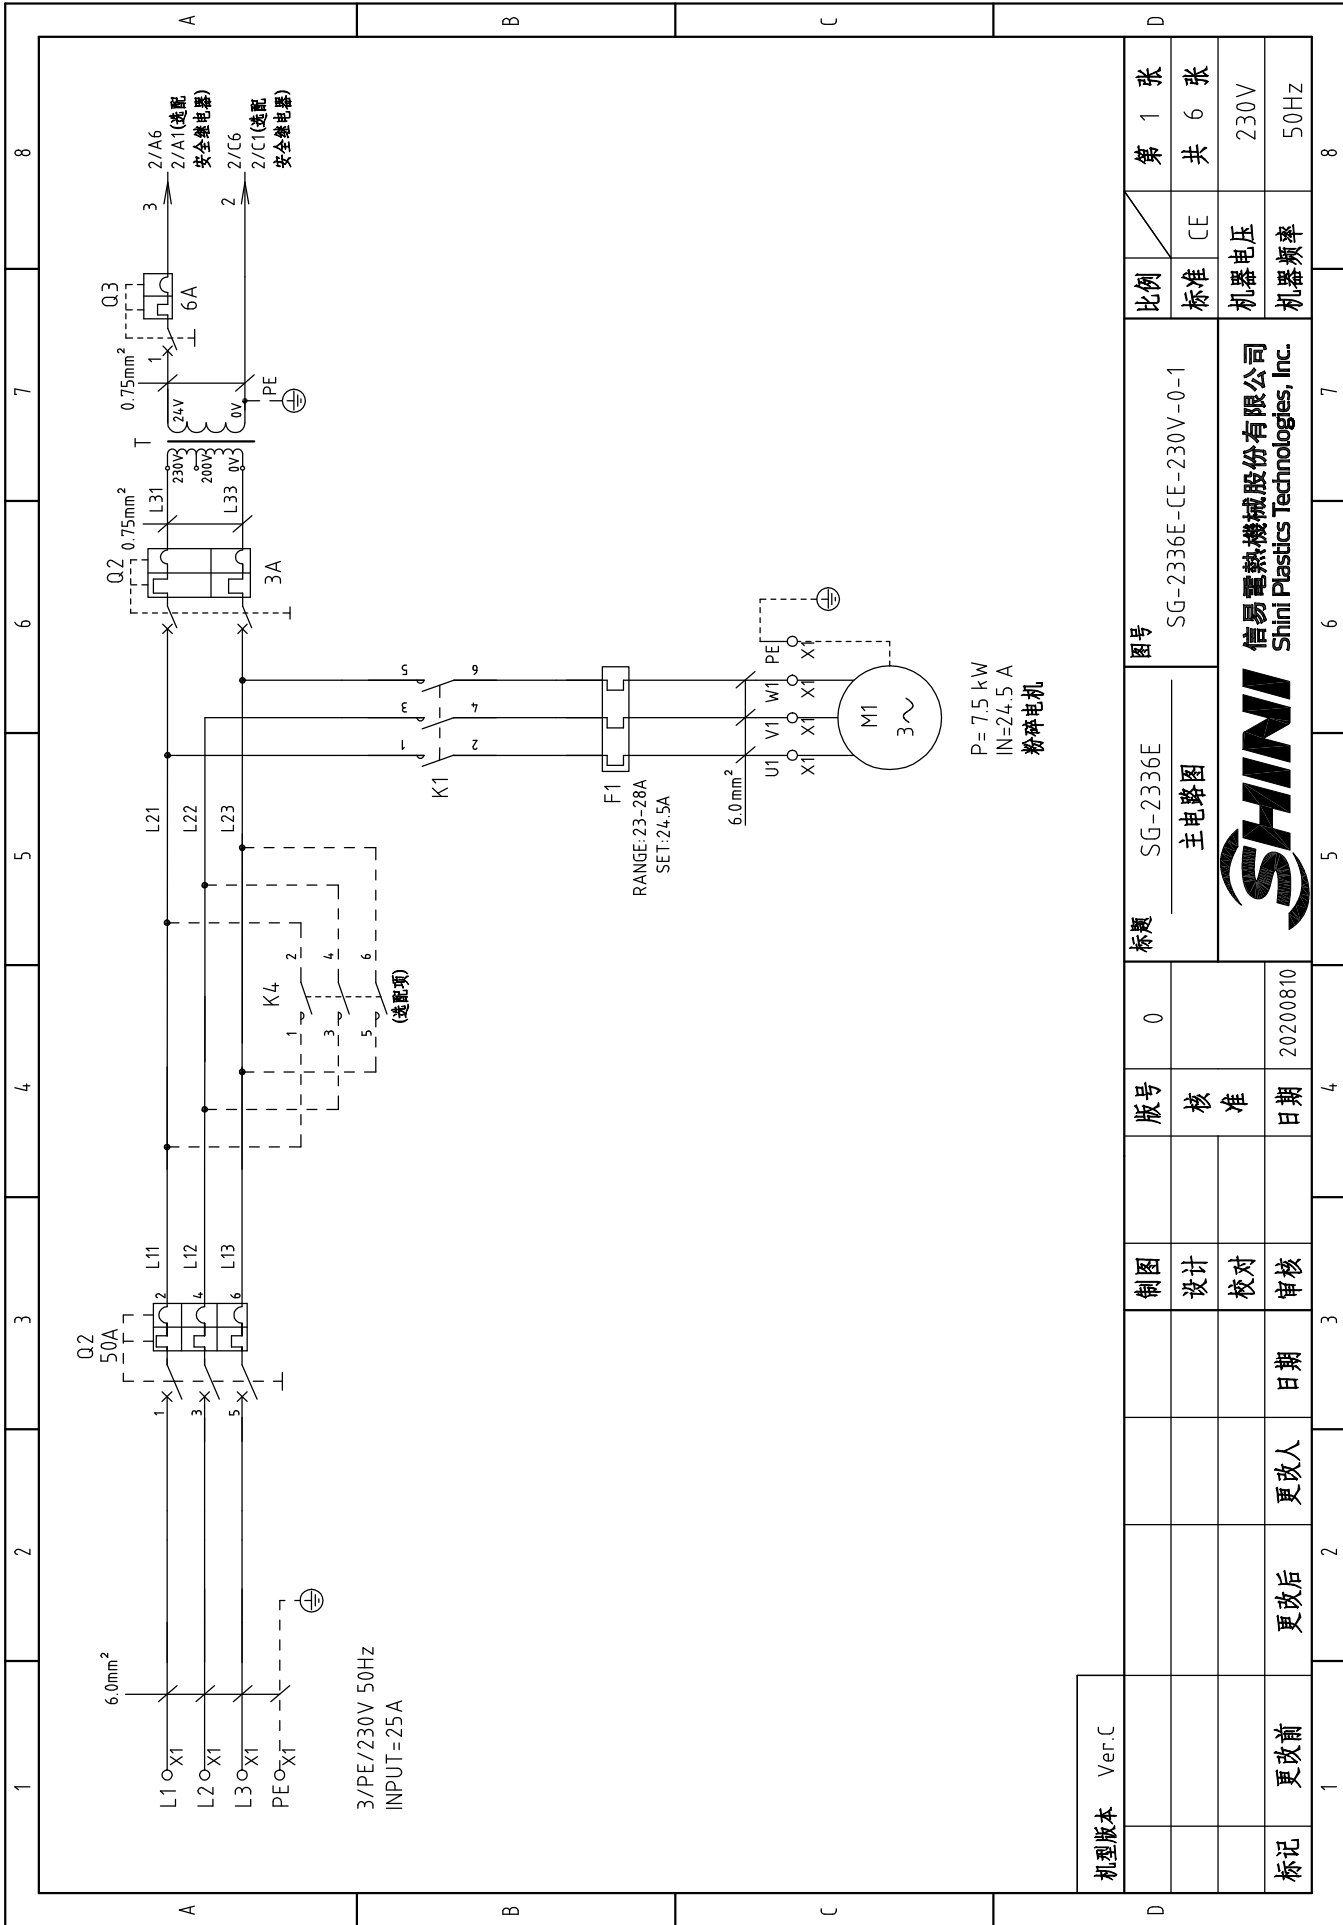 1
2
3
4
5
6
7
8
A
B
C
D
L1
X1
L2
X1
L3
X1
PE
X1
6.0mm²
3/PE/230V 50Hz
INPUT=25A
Q2
50A
1
3
5
2
4
6
L11
L12
L13
K4
1
3
5
2
4
6
(选配项)
L21
L22
L23
K1
1
3
5
2
4
6
F1
RANGE:23-28A
SET:24.5A
6.0mm²
U1
V1
W1
PE
X1
X1
X1
X1
M1
3~
P= 7.5 kW
IN=24.5 A
粉碎电机
Q2
3A
0.75mm²
L31
L33
T
230V
200V
0V
24V
0V
0.75mm²
PE
1
Q3
6A
3
2/A6
2/A1(选配
安全继电器)
2
2/C6
2/C1(选配
安全继电器)
机型版本 Ver.C
标记
更改前
更改后
更改人
日期
制图
设计
校对
审核
版号
0
核
准
日期
20200810
标题
SG-2336E
主电路图
图号
SG-2336E-CE-230V-0-1
SHINI
信易電熱機械股份有限公司
Shini Plastics Technologies, Inc.
比例
第 1 张
标准
CE
共 6 张
机器电压
230V
机器频率
50Hz
1
2
3
4
5
6
7
8
A
B
C
D